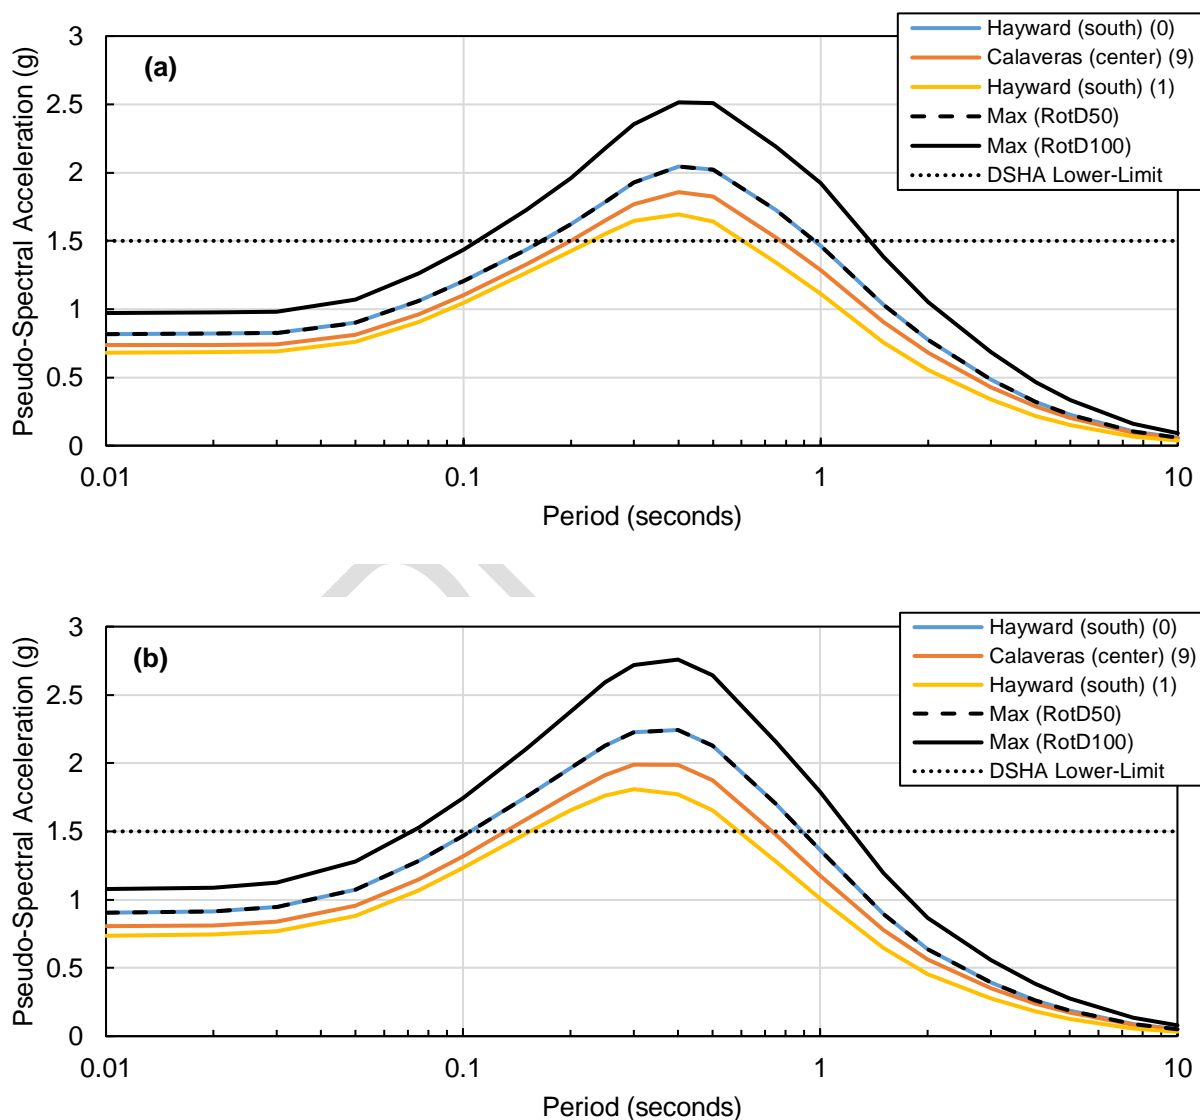 (a)
Pseudo-Spectral Acceleration (g)
3
2.5
2
1.5
1
0.5
0
0.01
0.1
1
10
Period (seconds)
Hayward (south) (0)
Calaveras (center) (9)
Hayward (south) (1)
Max (RotD50)
Max (RotD100)
DSHA Lower-Limit
(b)
Pseudo-Spectral Acceleration (g)
3
2.5
2
1.5
1
0.5
0
0.01
0.1
1
10
Period (seconds)
Hayward (south) (0)
Calaveras (center) (9)
Hayward (south) (1)
Max (RotD50)
Max (RotD100)
DSHA Lower-Limit